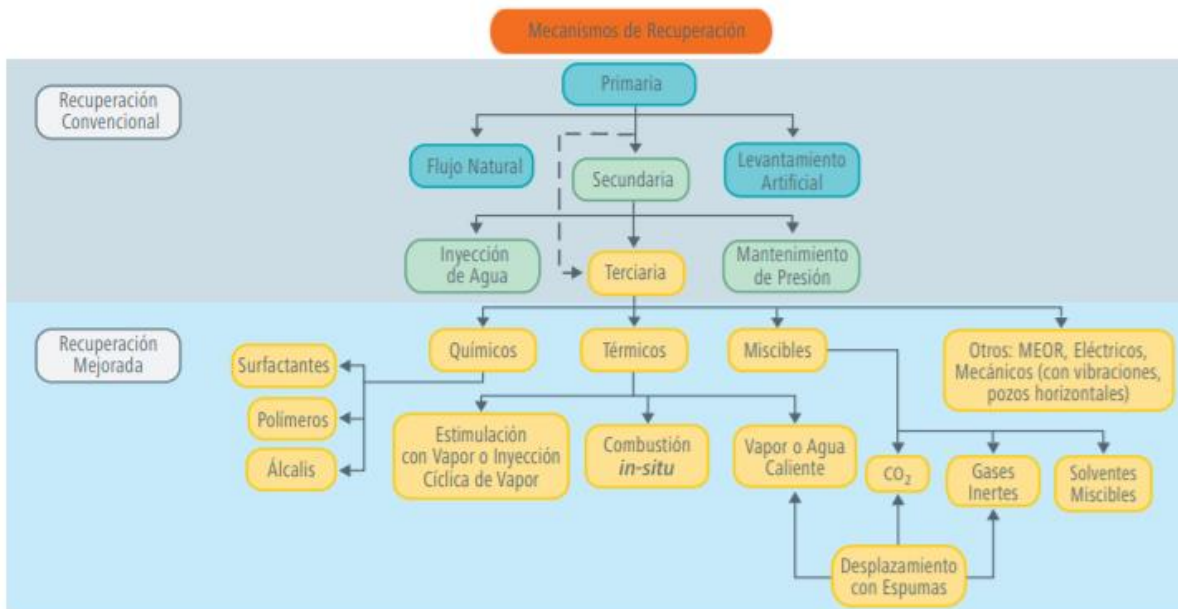 Mecanismos de Recuperación
Recuperación
Convencional
Primaria
Flujo Natural
Secundaria
Levantamiento
Artificial
Inyección
de Agua
Terciaria
Mantenimiento
de Presión
Recuperación
Mejorada
Químicos
Térmicos
Miscibles
Otros: MEOR, Eléctricos,
Mecánicos (con vibraciones,
pozos horizontales)
Surfactantes
Polímeros
Álcalis
Estimulación
con Vapor o Inyección
Cíclica de Vapor
Combustión
in-situ
Vapor o Agua
Caliente
CO₂
Gases
Inertes
Solventes
Miscibles
Desplazamiento
con Espumas